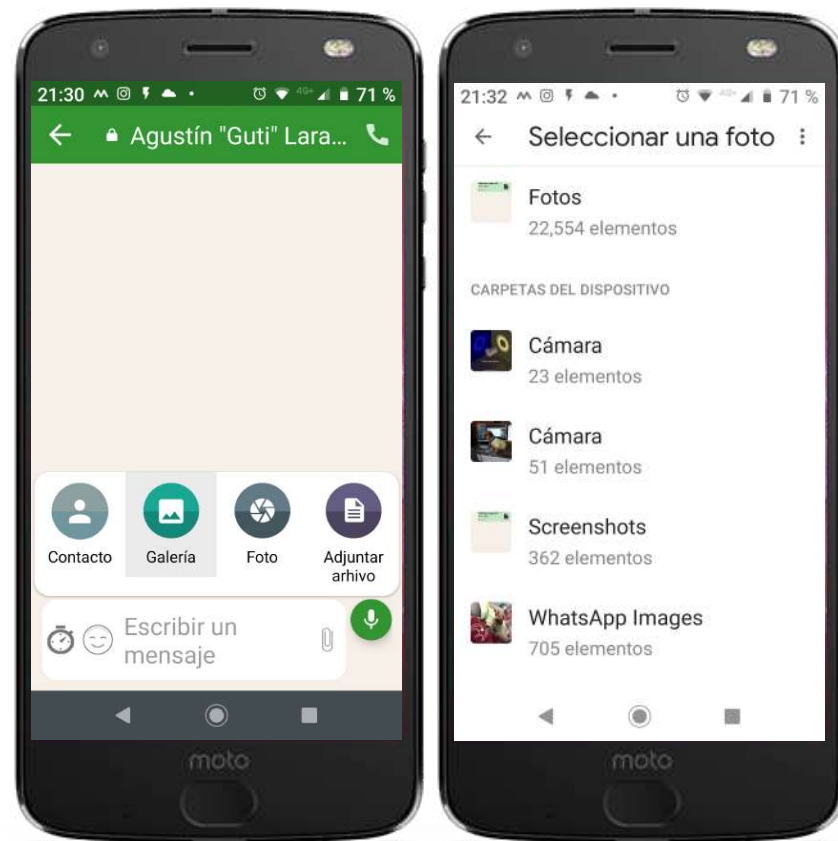 21:30 4G+ 71 %
Agustín "Guti" Lara...
Contacto
Galería
Foto
Adjuntar
arhivo
Escribir un
mensaje
moto
21:32 4G+ 71 %
Seleccionar una foto
Fotos
22,554 elementos
CARPETAS DEL DISPOSITIVO
Cámara
23 elementos
Cámara
51 elementos
Screenshots
362 elementos
WhatsApp Images
705 elementos
moto